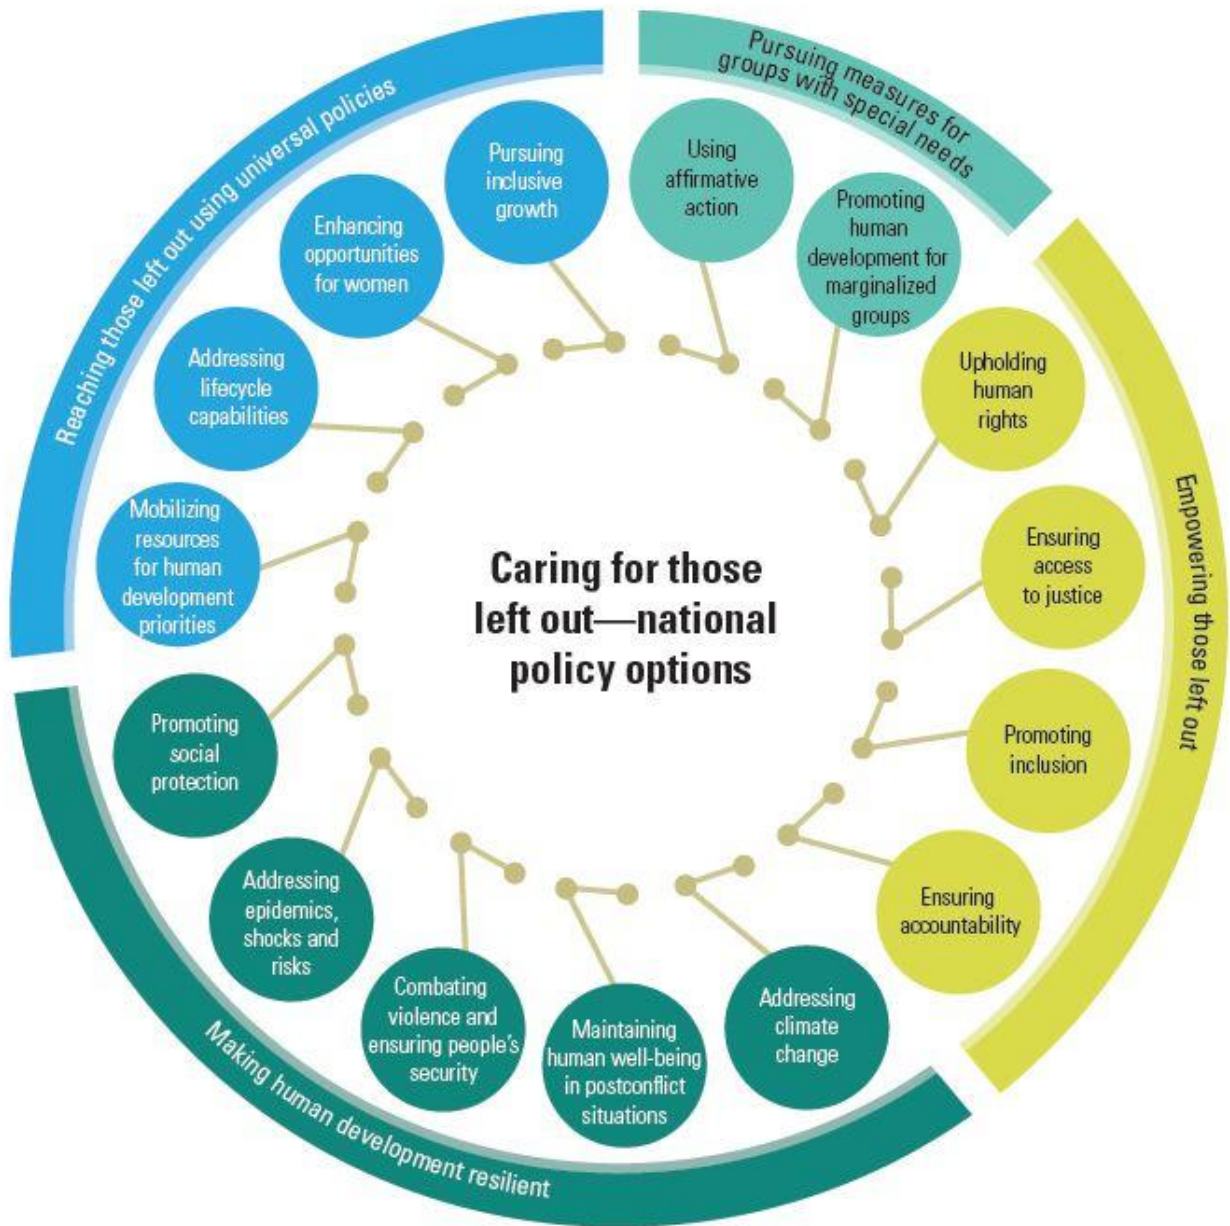 Caring for those
left out—national
policy options
Reaching those left out using universal policies
Pursuing
inclusive
growth
Enhancing
opportunities
for women
Addressing
lifecycle
capabilities
Mobilizing
resources
for human
development
priorities
Pursuing measures for
groups with special needs
Using
affirmative
action
Promoting
human
development for
marginalized
groups
Empowering those left out
Upholding
human
rights
Ensuring
access
to justice
Promoting
inclusion
Ensuring
accountability
Making human development resilient
Addressing
climate
change
Maintaining
human well-being
in postconflict
situations
Combating
violence and
ensuring people's
security
Addressing
epidemics,
shocks and
risks
Promoting
social
protection